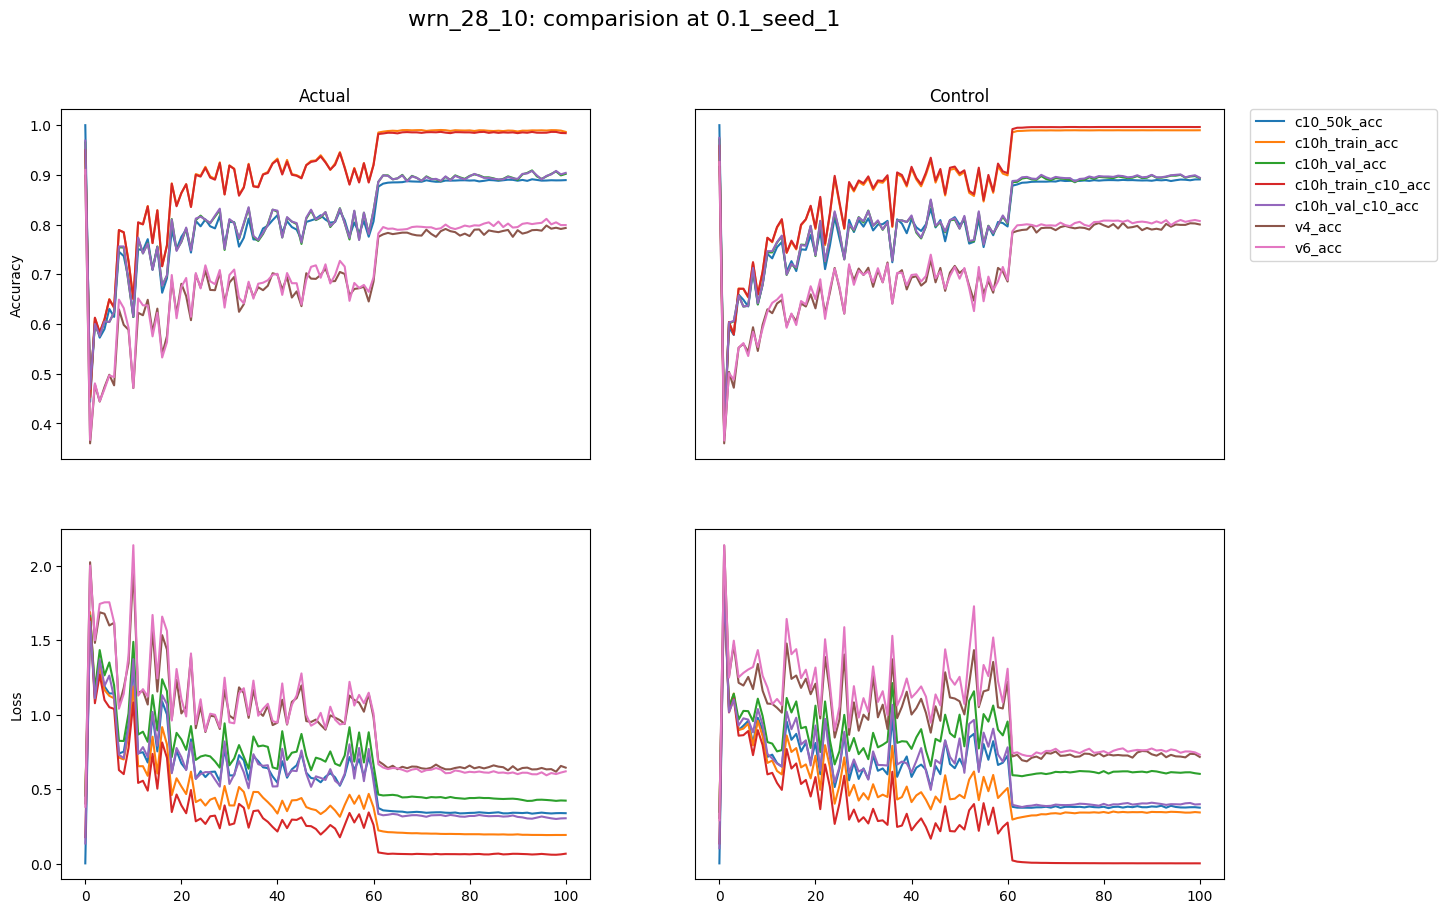 wrn_28_10: comparision at 0.1_seed_1
Actual
Control
Accuracy
1.0
0.9
0.8
0.7
0.6
0.5
0.4
c10_50k_acc
c10h_train_acc
c10h_val_acc
c10h_train_c10_acc
c10h_val_c10_acc
v4_acc
v6_acc
Loss
2.0
1.5
1.0
0.5
0.0
0 20 40 60 80 100
0 20 40 60 80 100